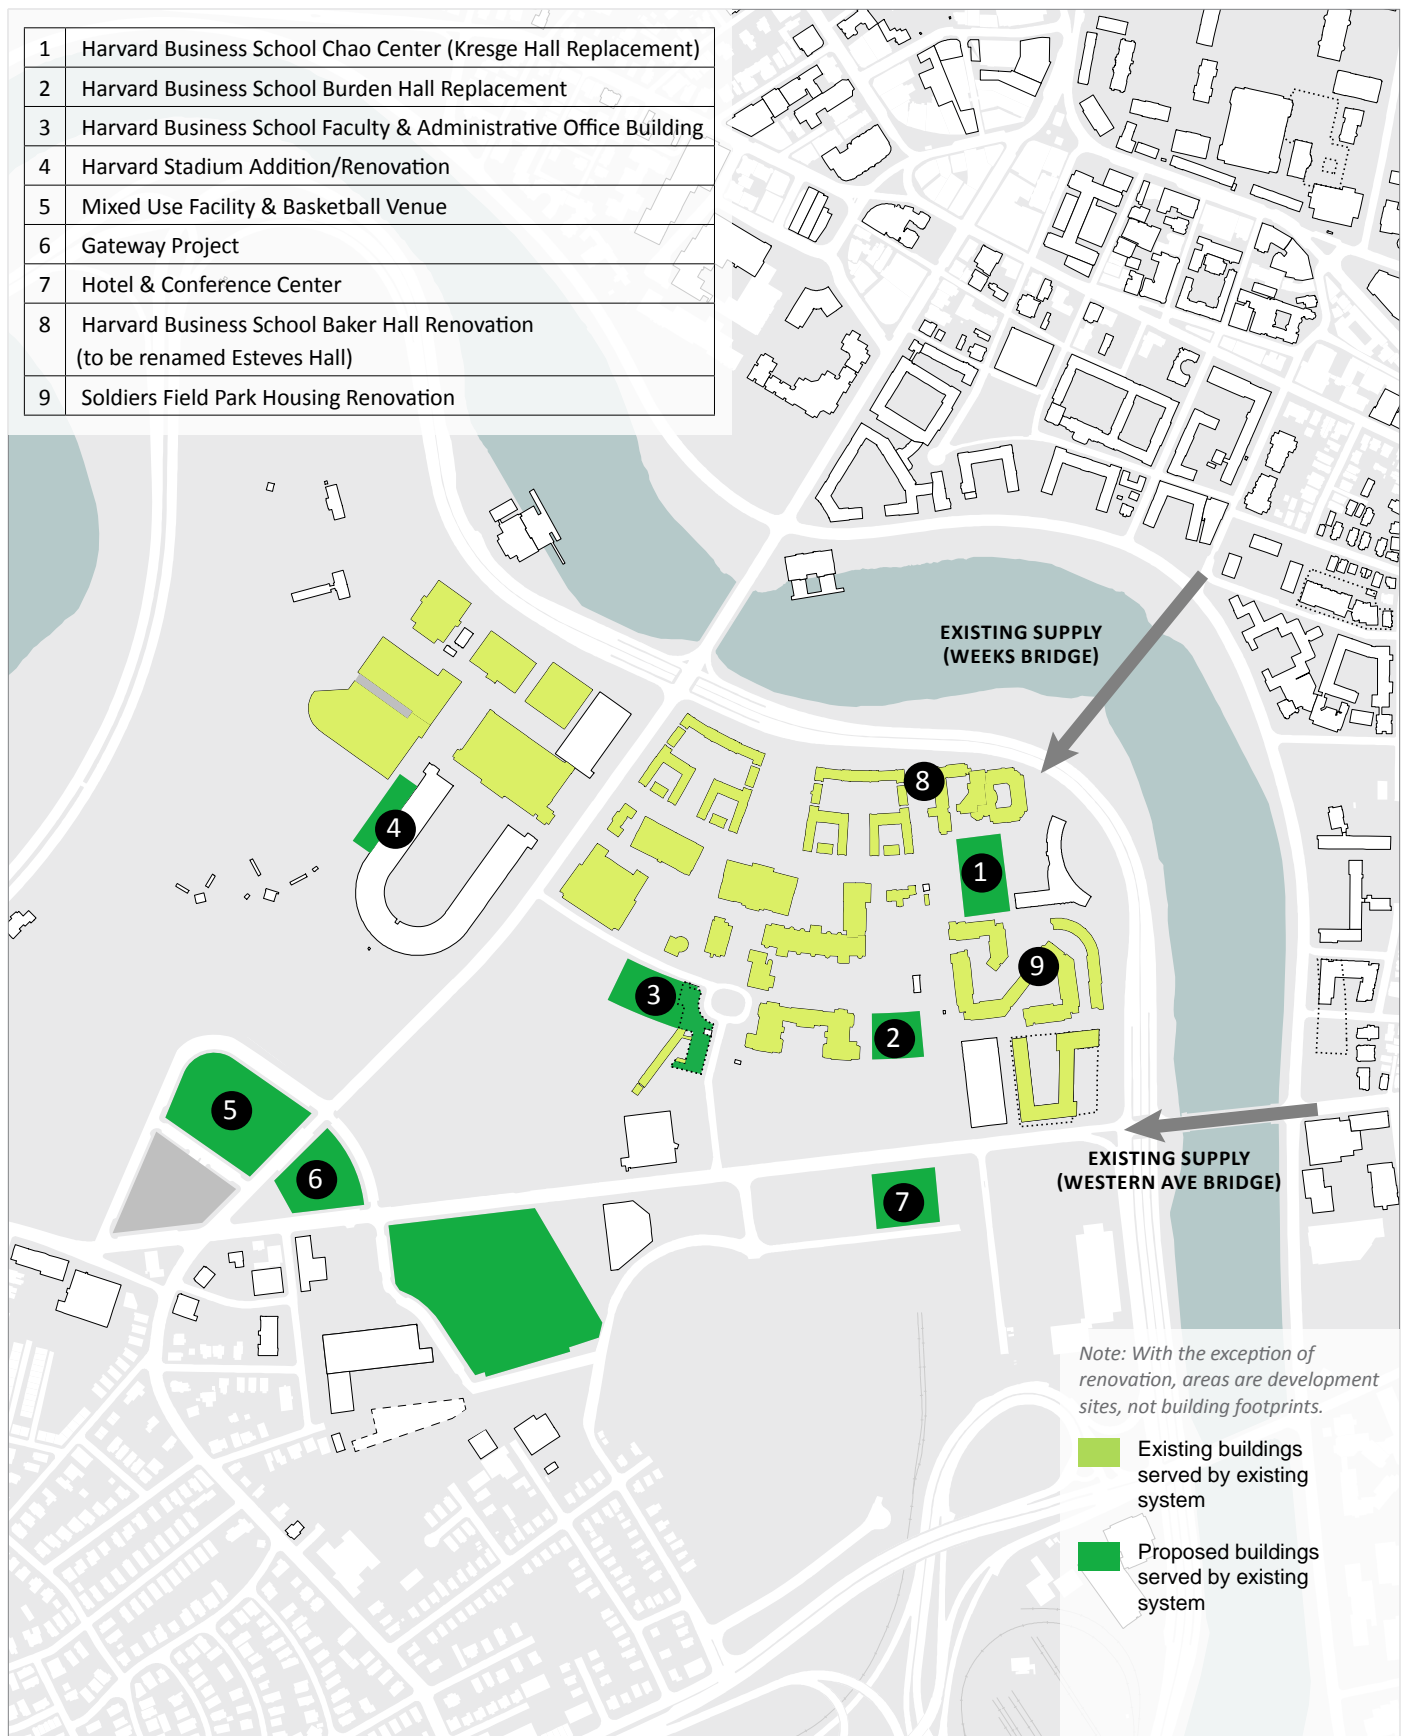 1 Harvard Business School Chao Center (Kresge Hall Replacement)
2 Harvard Business School Burden Hall Replacement
3 Harvard Business School Faculty & Administrative Office Building
4 Harvard Stadium Addition/Renovation
5 Mixed Use Facility & Basketball Venue
6 Gateway Project
7 Hotel & Conference Center
8 Harvard Business School Baker Hall Renovation
(to be renamed Esteves Hall)
9 Soldiers Field Park Housing Renovation
EXISTING SUPPLY
(WEEKS BRIDGE)
8
4
1
9
3
2
5
EXISTING SUPPLY
(WESTERN AVE BRIDGE)
6
7
Note: With the exception of
renovation, areas are development
sites, not building footprints.
Existing buildings
served by existing
system
Proposed buildings
served by existing
system